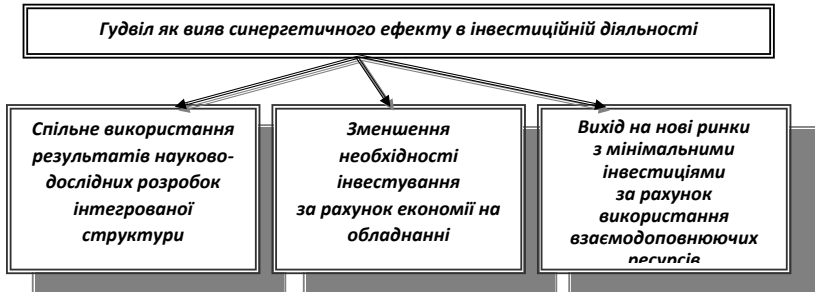 Гудвіл як вияв синергетичного ефекту в інвестиційній діяльності
Спільне використання
результатів науково-
дослідних розробок
інтегрованої
структури
Зменшення
необхідності
інвестування
за рахунок економії на
обладнанні
Вихід на нові ринки
з мінімальними
інвестиціями
за рахунок
використання
взаємодоповнюючих
ресурсів